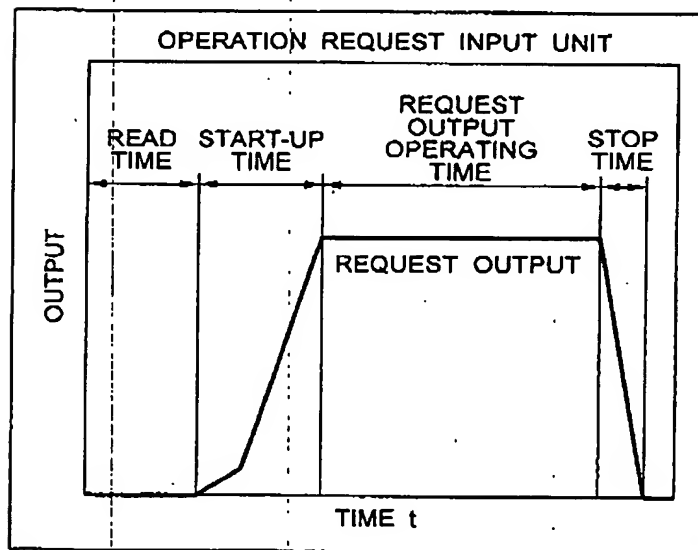 OPERATION REQUEST INPUT UNIT
READ
TIME
START-UP
TIME
REQUEST
OUTPUT
OPERATING
TIME
STOP
TIME
REQUEST OUTPUT
OUTPUT
TIME t